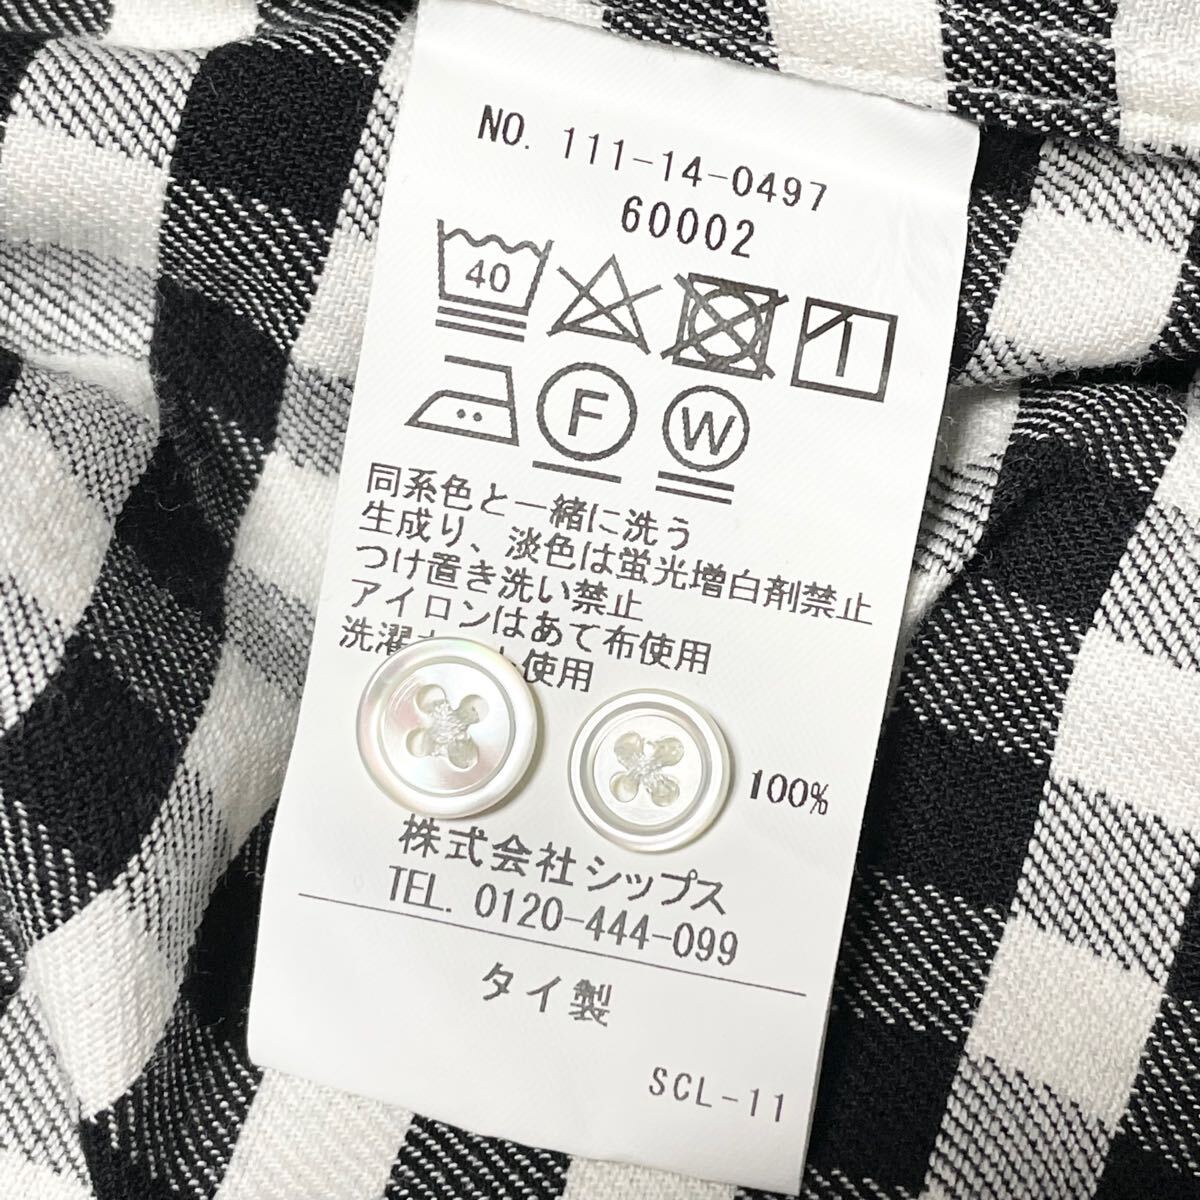 NO. 111-14-0497
60002
40
F W
同系色と一緒に洗う
生成り、淡色は蛍光増白剤禁止
つけ置き洗い禁止
アイロンはあて布使用
洗濯 使用
100%
株式会社シップス
TEL. 0120-444-099
タイ製
SCL-11